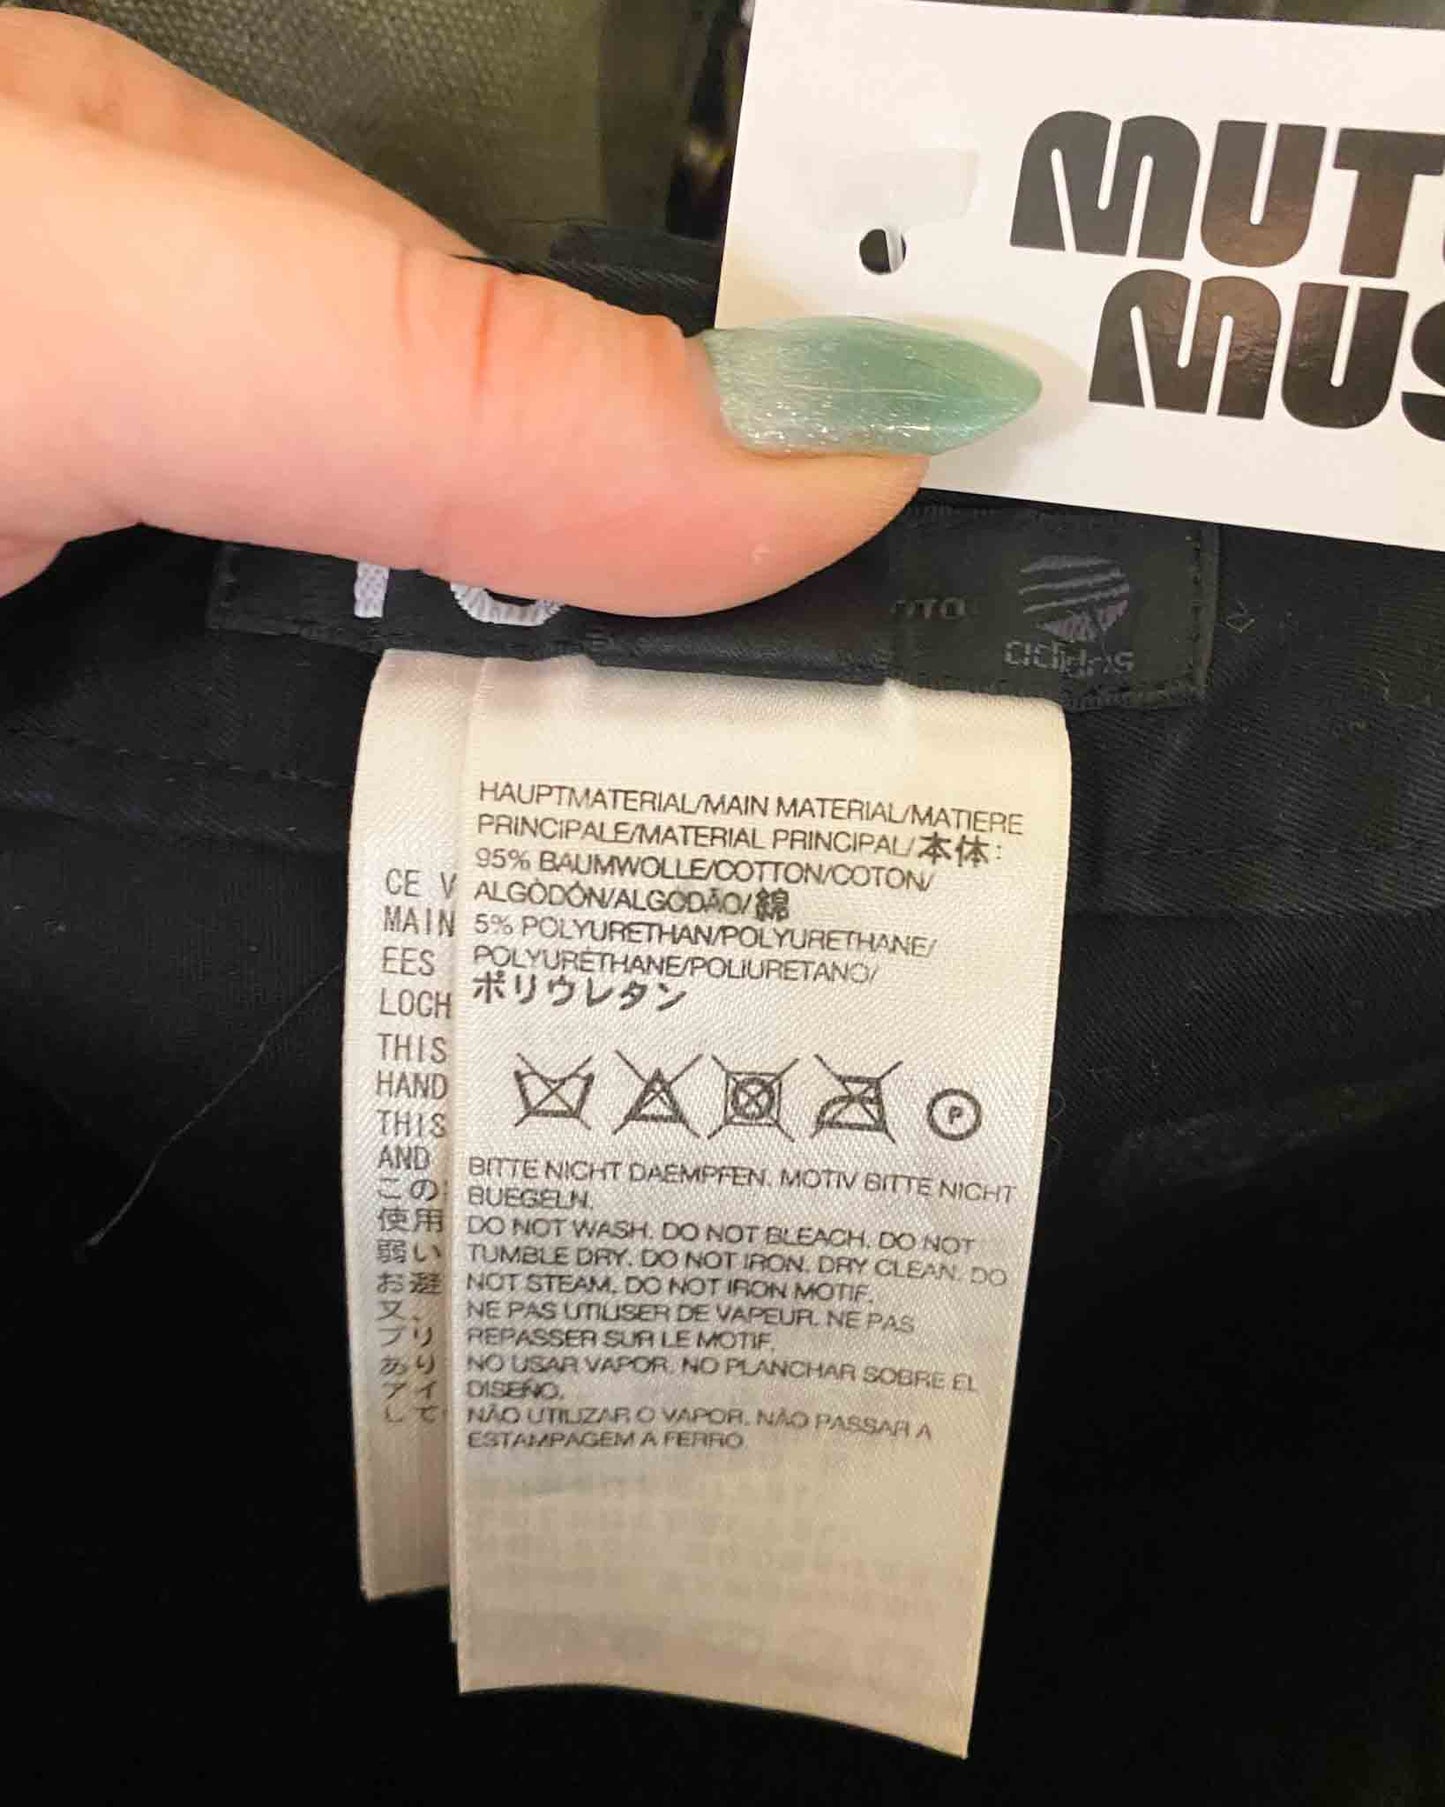 MUT
MUS
adidas
HAUPTMATERIAL/MAIN MATERIAL/MATIERE
PRINCIPALE/MATERIAL PRINCIPAL/本体:
95% BAUMWOLLE/COTTON/COTON/
ALGODÓN/ALGODÃO/綿
5% POLYURETHAN/POLYURETHANE/
POLYURÉTHANE/POLIURETANO/
ポリウレタン
P
BITTE NICHT DAEMPFEN. MOTIV BITTE NICHT
BUEGELN.
DO NOT WASH. DO NOT BLEACH. DO NOT
TUMBLE DRY. DO NOT IRON. DRY CLEAN. DO
NOT STEAM. DO NOT IRON MOTIF.
NE PAS UTILISER DE VAPEUR. NE PAS
REPASSER SUR LE MOTIF.
NO USAR VAPOR. NO PLANCHAR SOBRE EL
DISEÑO.
NÃO UTILIZAR O VAPOR. NÃO PASSAR A
ESTAMPAGEM A FERRO
CE V
MAIN
EES
LOCH
THIS
HAND
THIS
AND
この
使用
弱い
お避
又、
プリ
あり
アイ
して